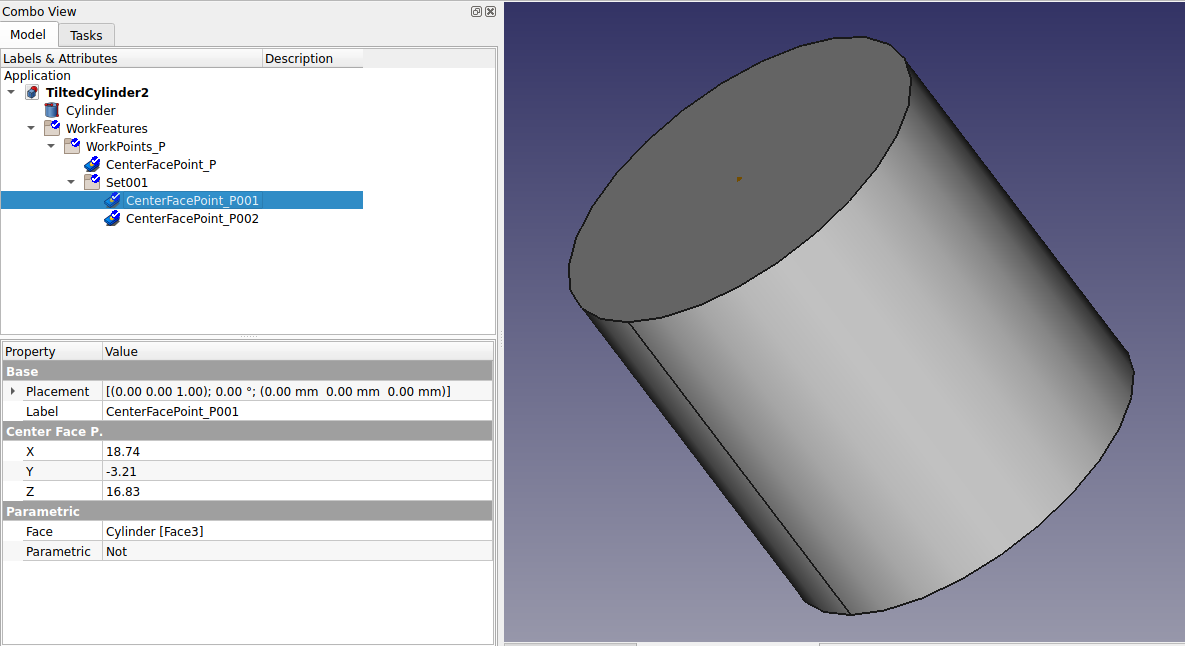 Combo View
Model Tasks
Labels & Attributes Description
Application
TiltedCylinder2
Cylinder
WorkFeatures
WorkPoints_P
CenterFacePoint_P
Set001
CenterFacePoint_P001
CenterFacePoint_P002
Property Value
Base
Placement [(0.00 0.00 1.00); 0.00 °; (0.00 mm 0.00 mm 0.00 mm)]
Label CenterFacePoint_P001
Center Face P.
X 18.74
Y -3.21
Z 16.83
Parametric
Face Cylinder [Face3]
Parametric Not